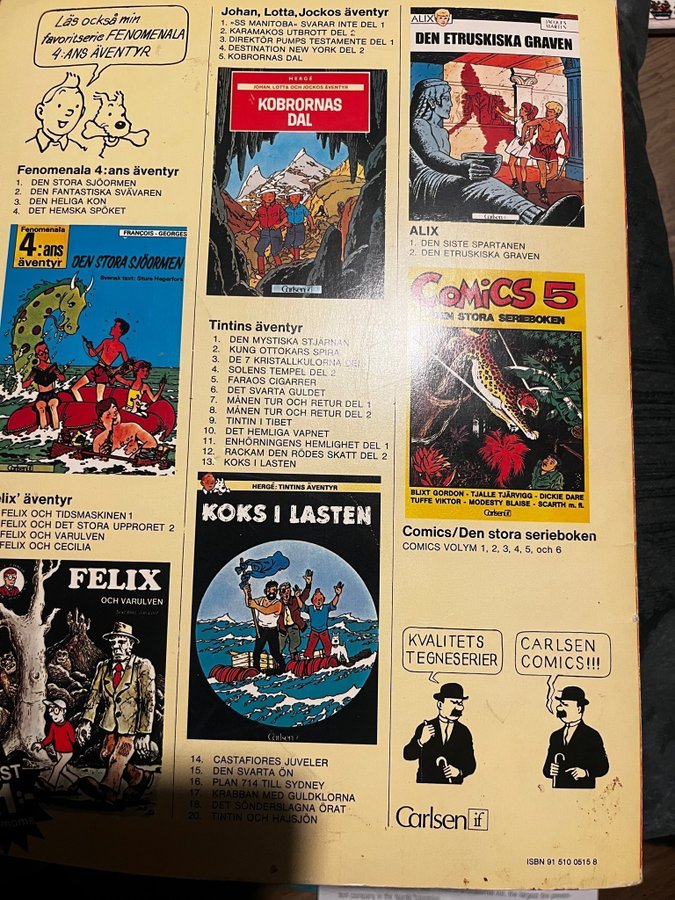 Läs också min
favoritserie FENOMENALA
4:ANS ÄVENTYR
Fenomenala 4:ans äventyr
1. DEN STORA SJÖORMEN
2. DEN FANTASTISKA SVÄVAREN
3. DEN HELIGA KON
4. DET HEMSKA SPÖKET
Fenomenala
4:ans
äventyr
FRANÇOIS - GEORGES
DEN STORA SJÖORMEN
Svensk text: Sture Hegerfors
Carlsen if
elix' äventyr
FELIX OCH TIDSMASKINEN 1
FELIX OCH DET STORA UPPRORET 2
FELIX OCH VARULVEN
FELIX OCH CECILIA
FELIX
OCH VARULVEN
Johan, Lotta, Jockos äventyr
1. »SS MANITOBA» SVARAR INTE DEL 1
2. KARAMAKOS UTBROTT DEL 2
3. DIREKTÖR PUMPS TESTAMENTE DEL 1
4. DESTINATION NEW YORK DEL 2
5. KOBRORNAS DAL
HERGÉ
JOHAN, LOTTA OCH JOCKOS ÄVENTYR
KOBRORNAS
DAL
Carlsen if
Tintins äventyr
1. DEN MYSTISKA STJÄRNAN
2. KUNG OTTOKARS SPIRA
3. DE 7 KRISTALLKULORNA
4. SOLENS TEMPEL DEL 2
5. FARAOS CIGARRER
6. DET SVARTA GULDET
7. MÅNEN TUR OCH RETUR DEL 1
8. MÅNEN TUR OCH RETUR DEL 2
9. TINTIN I TIBET
10. DET HEMLIGA VAPNET
11. ENHÖRNINGENS HEMLIGHET DEL 1
12. RACKAM DEN RÖDES SKATT DEL 2
13. KOKS I LASTEN
HERGÉ: TINTINS ÄVENTYR
KOKS I LASTEN
Carlsen if
14. CASTAFIORES JUVELER
15. DEN SVARTA ÖN
16. PLAN 714 TILL SYDNEY
17. KRABBAN MED GULDKLORNA
18. DET SÖNDERSLAGNA ÖRAT
20. TINTIN OCH HAJSJÖN
ALIX
JACQUES
MARTIN
DEN ETRUSKISKA GRAVEN
Carlsen if
ALIX
1. DEN SISTE SPARTANEN
2. DEN ETRUSKISKA GRAVEN
COMICS 5
DEN STORA SERIEBOKEN
BLIXT GORDON - TJALLE TJÄRVIGG - DICKIE DARE
TUFFE VIKTOR - MODESTY BLAISE - SCARTH m. fl.
Carlsen if
Comics/Den stora serieboken
COMICS VOLYM 1, 2, 3, 4, 5, och 6
KVALITETS
TEGNESERIER
CARLSEN
COMICS!!!
Carlsen if
ISBN 91 510 0515 8